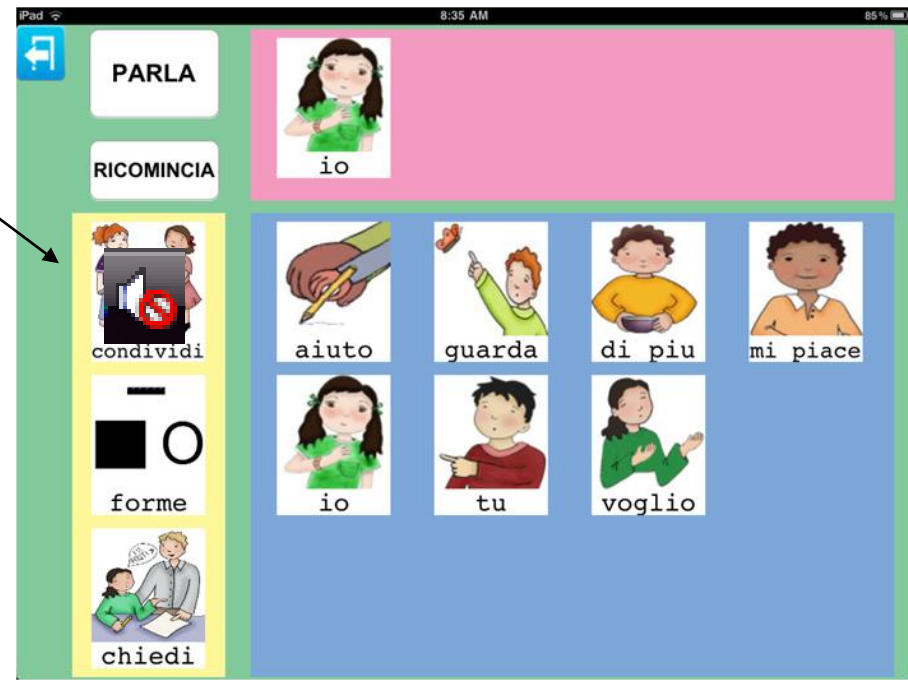 iPad 8:35 AM 85%
PARLA
RICOMINCIA
io
condividi
aiuto guarda di piu mi piace
forme
io tu voglio
chiedi